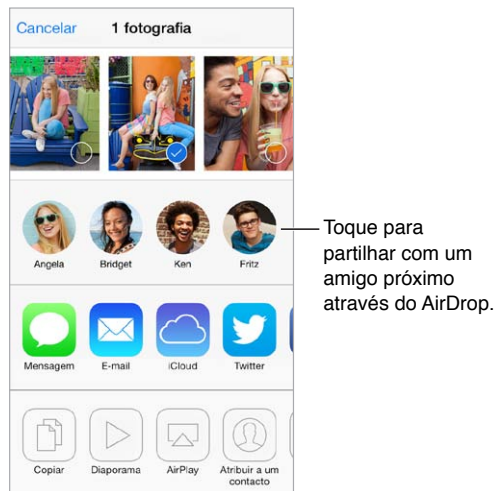 Cancelar 1 fotografia
Angela Bridget Ken Fritz
Toque para
partilhar com um
amigo próximo
através do AirDrop.
Mensagem E-mail iCloud Twitter
Copiar Diaporama AirPlay Atribuir a um
contacto